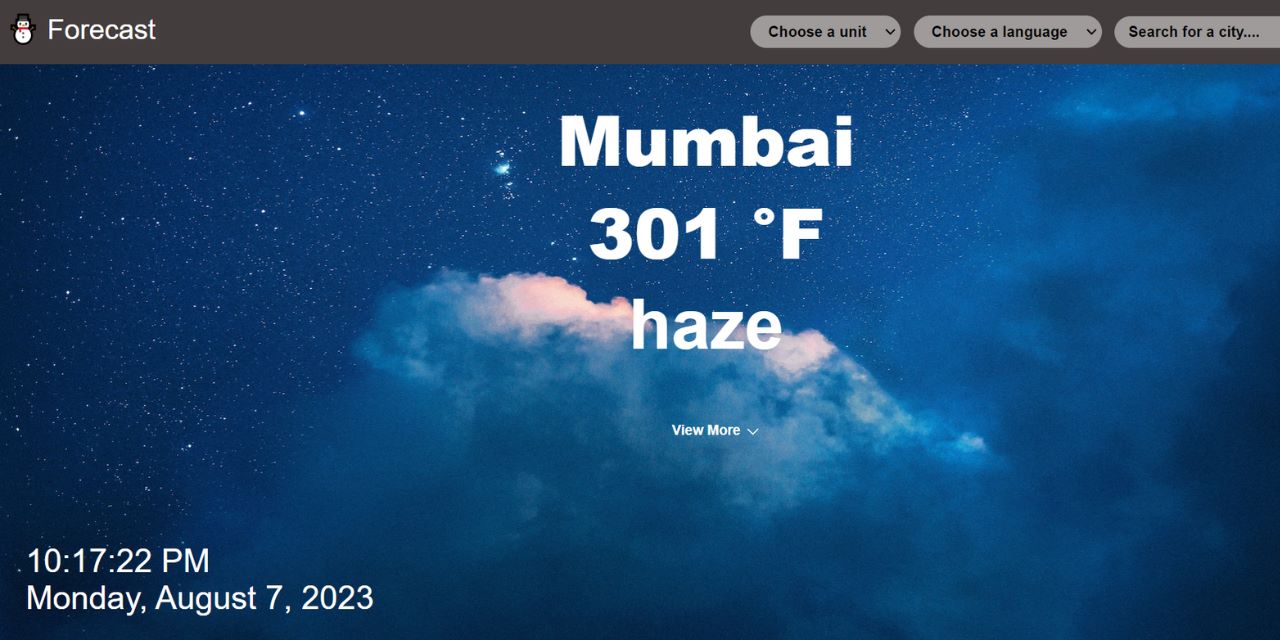 Forecast
Choose a unit
Choose a language
Search for a city....
Mumbai
301 °F
haze
View More
10:17:22 PM
Monday, August 7, 2023